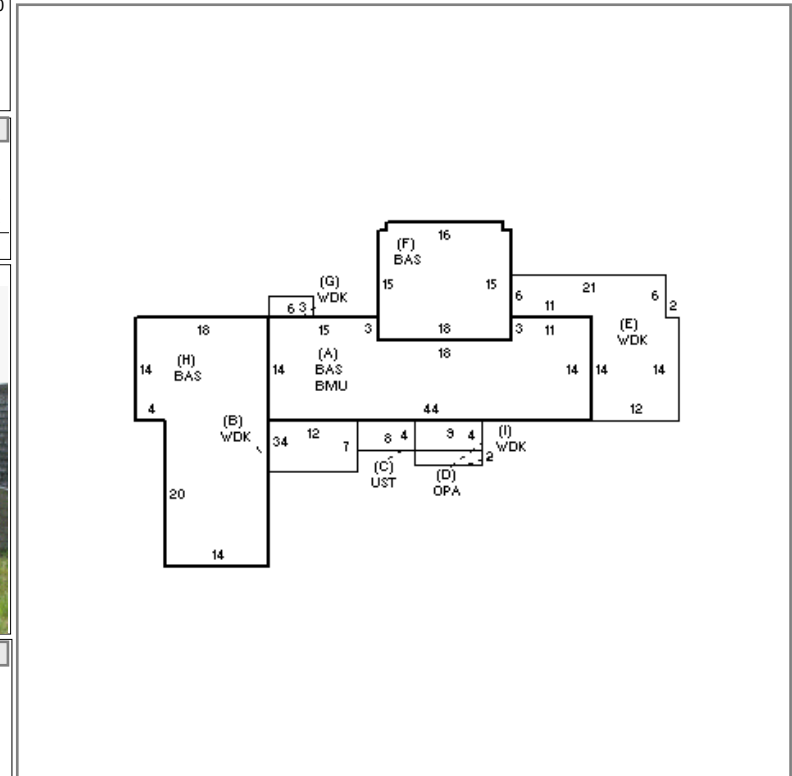 16
(F)
BAS
15 15
(G)
WDK
6 3
6 21 6
11 2
18 15 3 18 3 11
(E)
WDK
18
(H)
BAS
(A)
BAS
BMU
14 14 14 14 14
4 44 12
(B)
WDK
34 12 7
8 4 9 4
(I)
WDK
2
(C)
UST
(D)
OPA
20
14